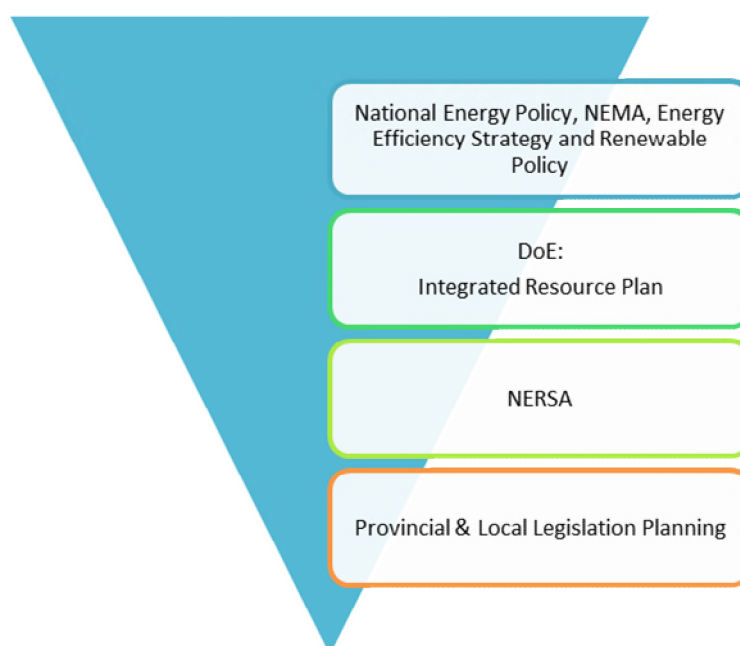 National Energy Policy, NEMA, Energy
Efficiency Strategy and Renewable
Policy
DoE:
Integrated Resource Plan
NERSA
Provincial & Local Legislation Planning